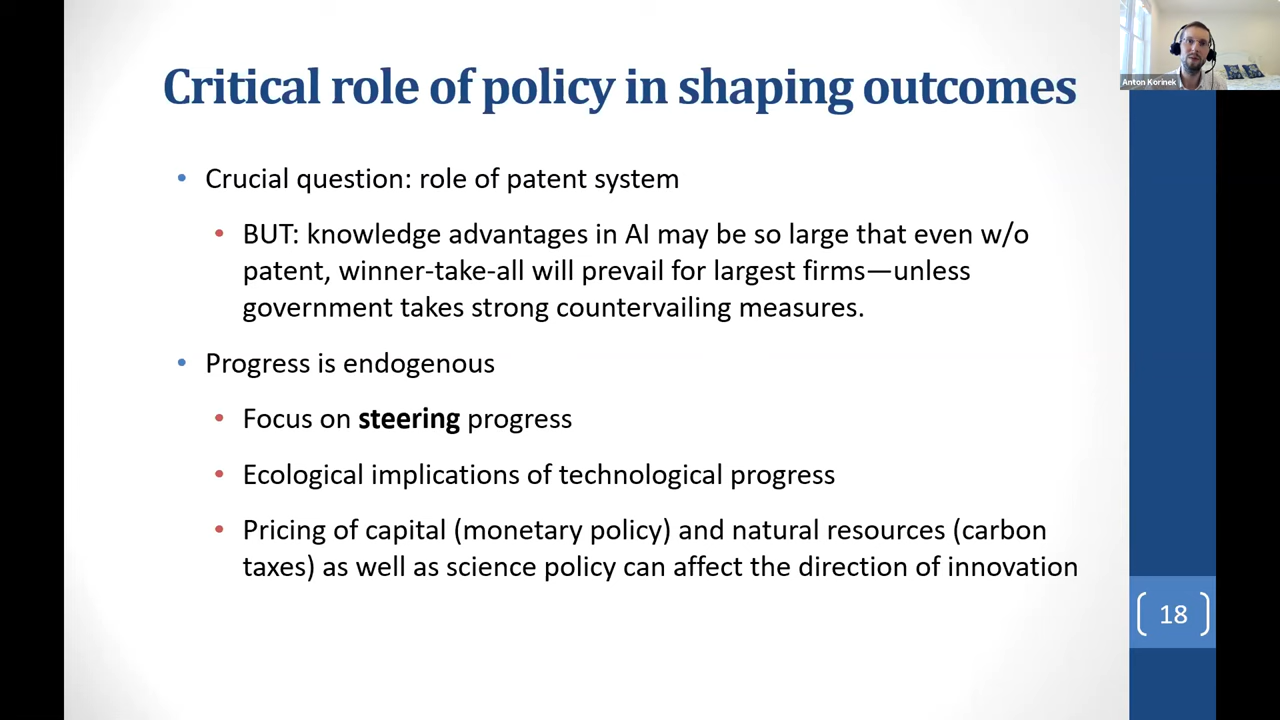 Critical role of policy in shaping outcomes
Anton Korinek
• Crucial question: role of patent system
• BUT: knowledge advantages in AI may be so large that even w/o
patent, winner-take-all will prevail for largest firms—unless
government takes strong countervailing measures.
• Progress is endogenous
• Focus on steering progress
• Ecological implications of technological progress
• Pricing of capital (monetary policy) and natural resources (carbon
taxes) as well as science policy can affect the direction of innovation
18